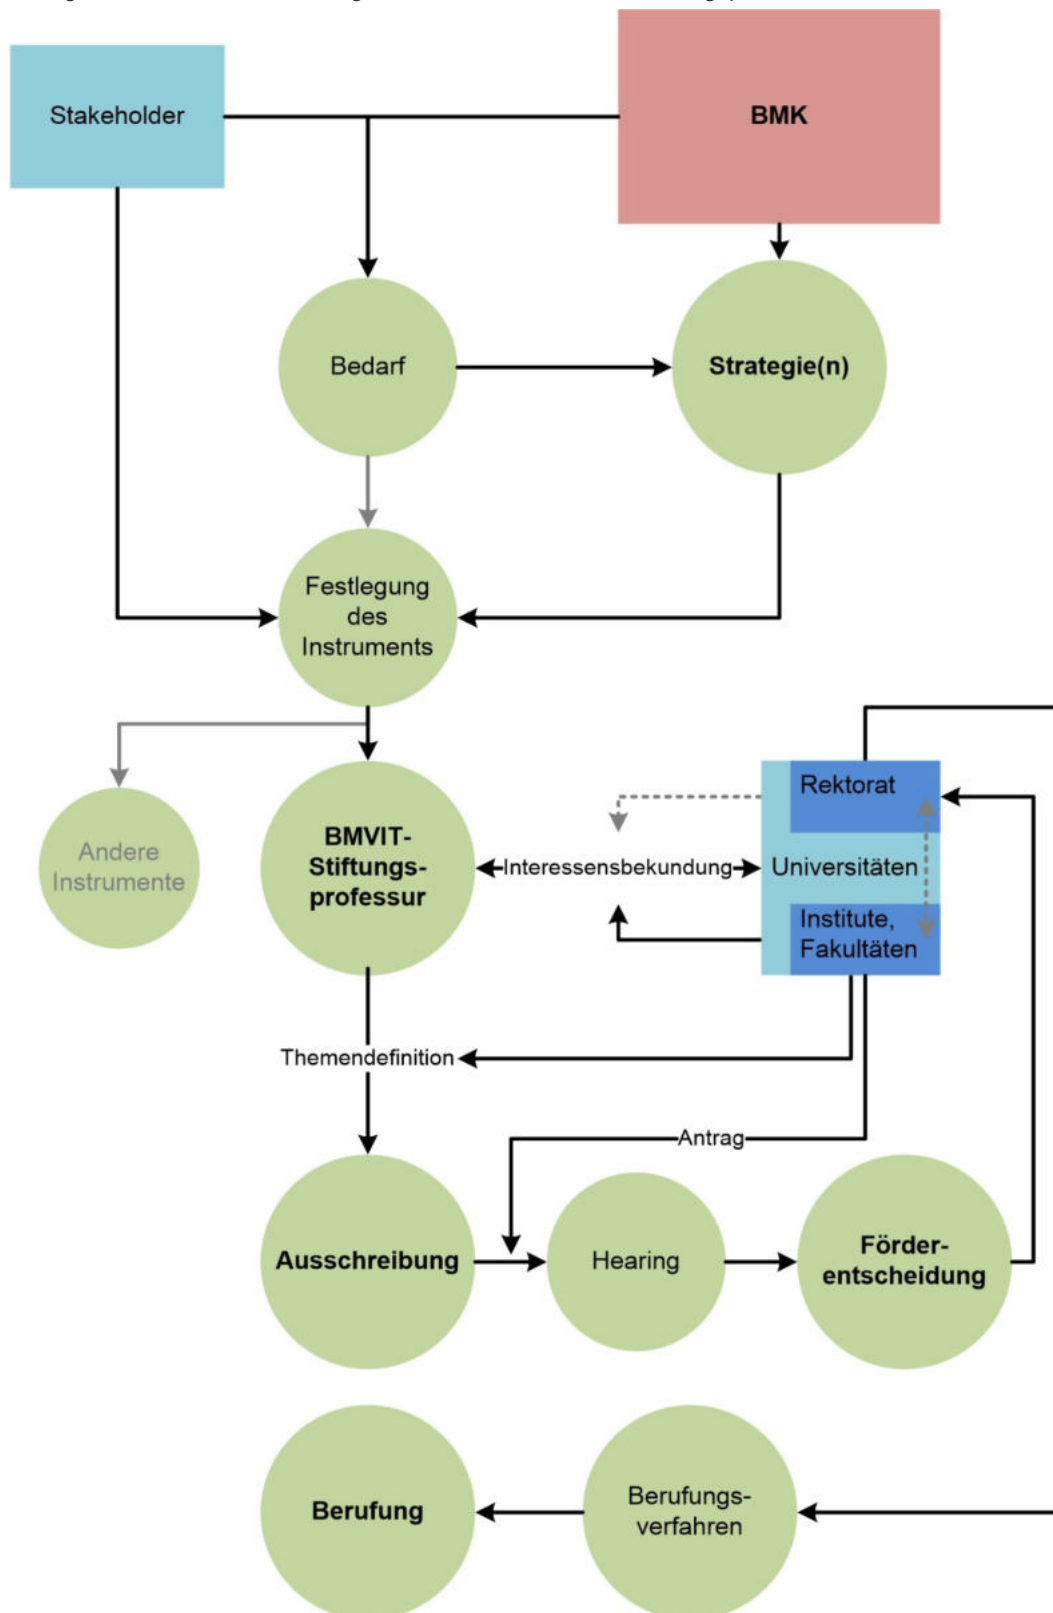 Stakeholder
BMK
Bedarf
Strategie(n)
Festlegung
des
Instruments
Andere
Instrumente
BMVIT-
Stiftungs-
professur
Interessensbekundung
Rektorat
Universitäten
Institute,
Fakultäten
Themendefinition
Antrag
Ausschreibung
Hearing
Förder-
entscheidung
Berufung
Berufungs-
verfahren